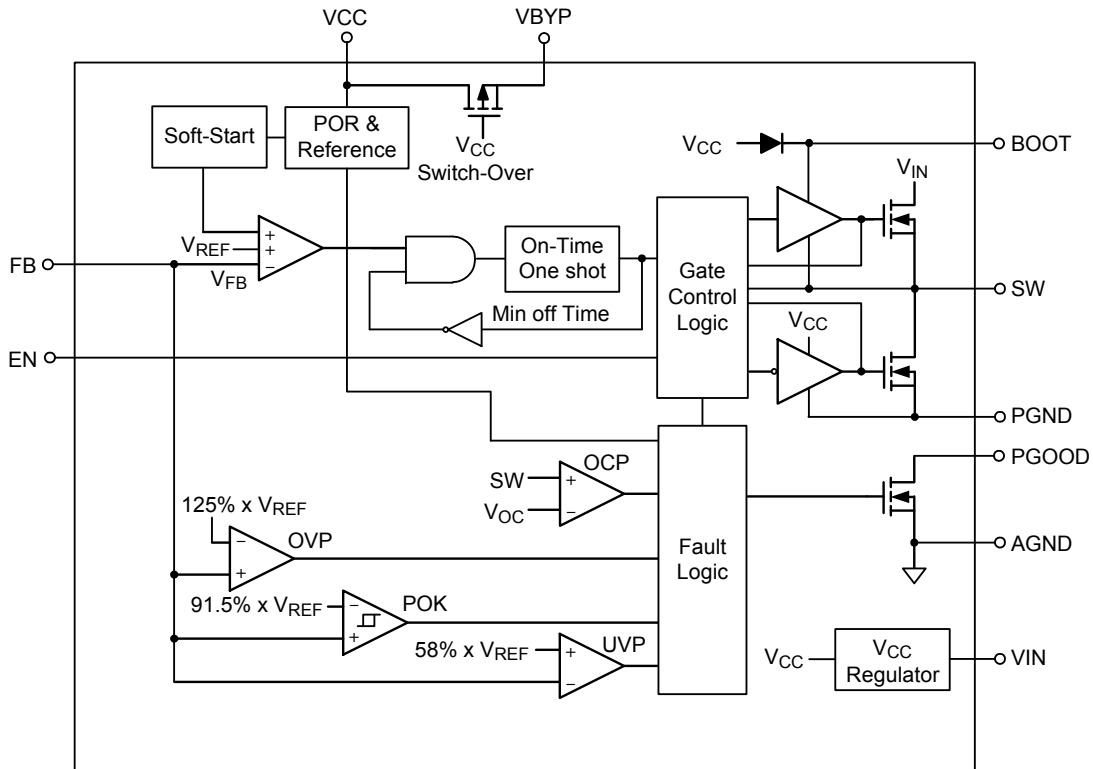 VCC
VBYP
Soft-Start
POR &
Reference
VCC
Switch-Over
VCC
BOOT
VIN
+
VREF
+
FB
VFB
−
On-Time
One shot
Min off Time
Gate
Control
Logic
SW
VCC
EN
PGND
PGOOD
OCP
SW
+
VOC
−
125% x VREF
−
OVP
+
Fault
Logic
AGND
91.5% x VREF
−
POK
+
58% x VREF
+
UVP
−
VCC
VCC
Regulator
VIN